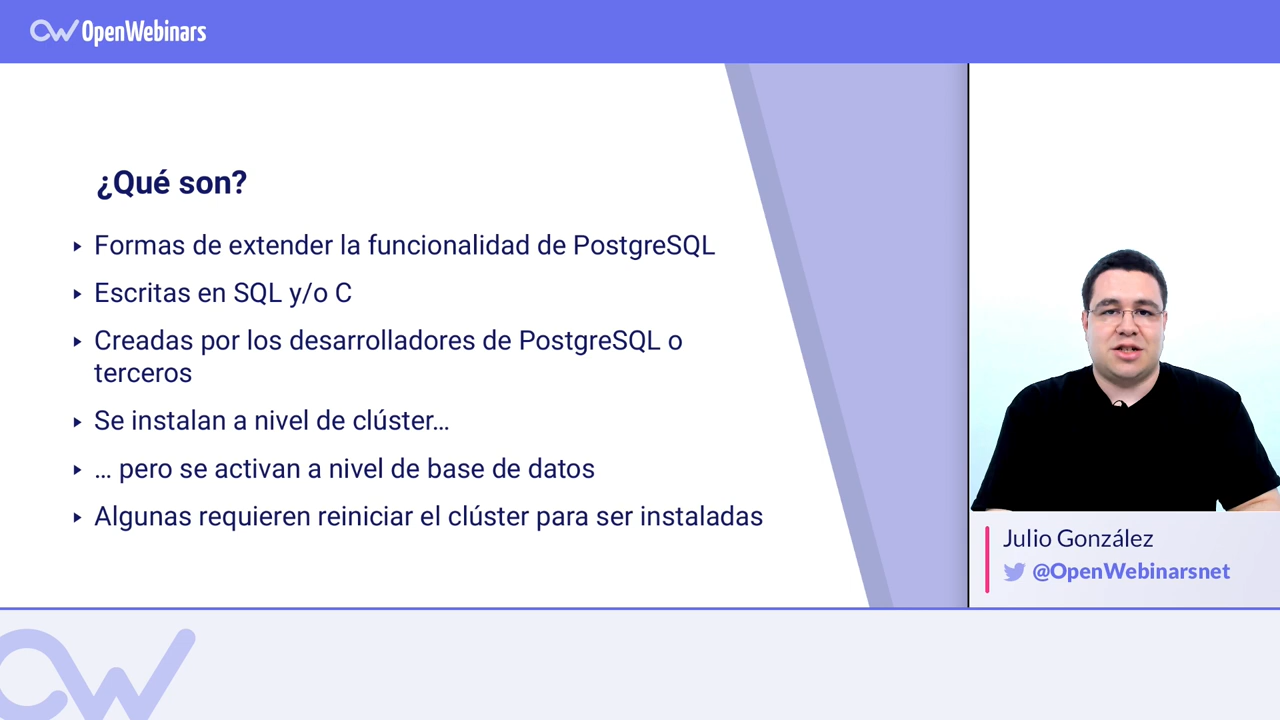 OpenWebinars
¿Qué son?
Formas de extender la funcionalidad de PostgreSQL
Escritas en SQL y/o C
Creadas por los desarrolladores de PostgreSQL o
terceros
Se instalan a nivel de clúster…
… pero se activan a nivel de base de datos
Algunas requieren reiniciar el clúster para ser instaladas
Julio González
@OpenWebinarsnet